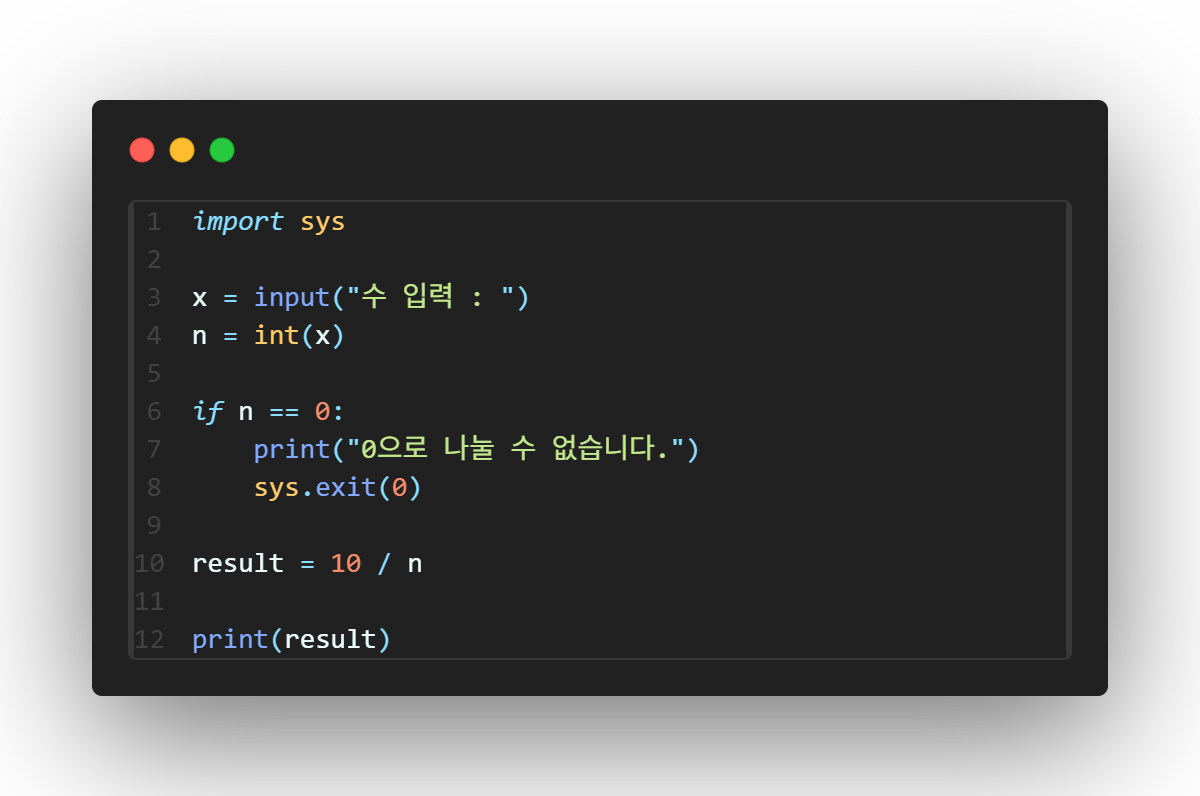 1 import sys
2
3 x = input("수 입력 : ")
4 n = int(x)
5
6 if n == 0:
7     print("0으로 나눌 수 없습니다.")
8     sys.exit(0)
9
10 result = 10 / n
11
12 print(result)